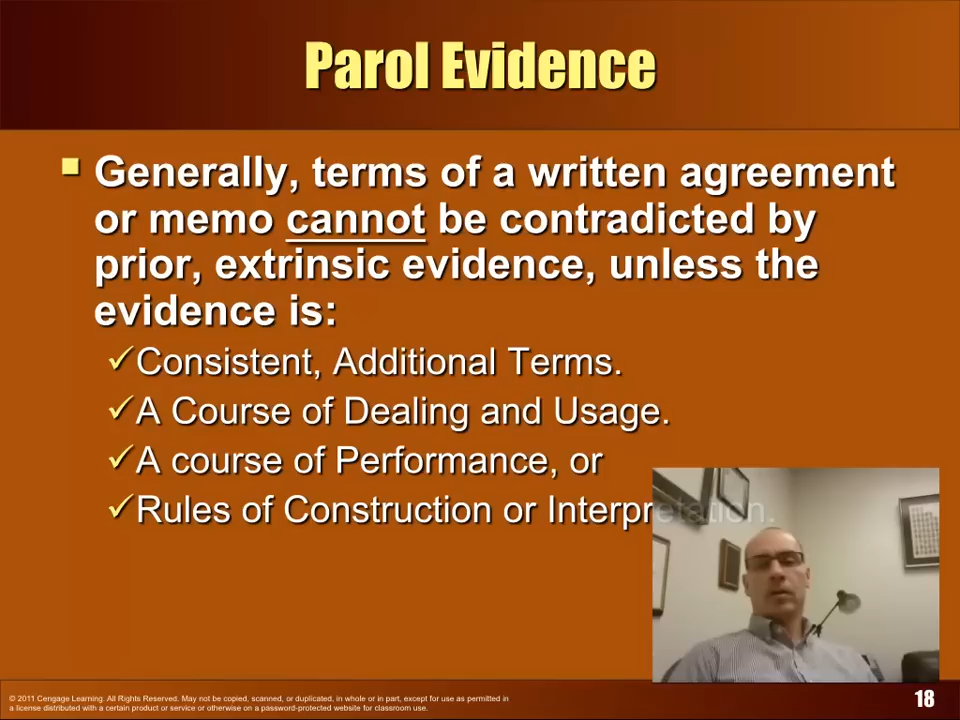 Parol Evidence
Generally, terms of a written agreement
or memo cannot be contradicted by
prior, extrinsic evidence, unless the
evidence is:
Consistent, Additional Terms.
A Course of Dealing and Usage.
A course of Performance, or
Rules of Construction or Interpretation.
© 2011 Cengage Learning. All Rights Reserved. May not be copied, scanned, or duplicated, in whole or in part, except for use as permitted in
a license distributed with a certain product or service or otherwise on a password-protected website for classroom use.
18